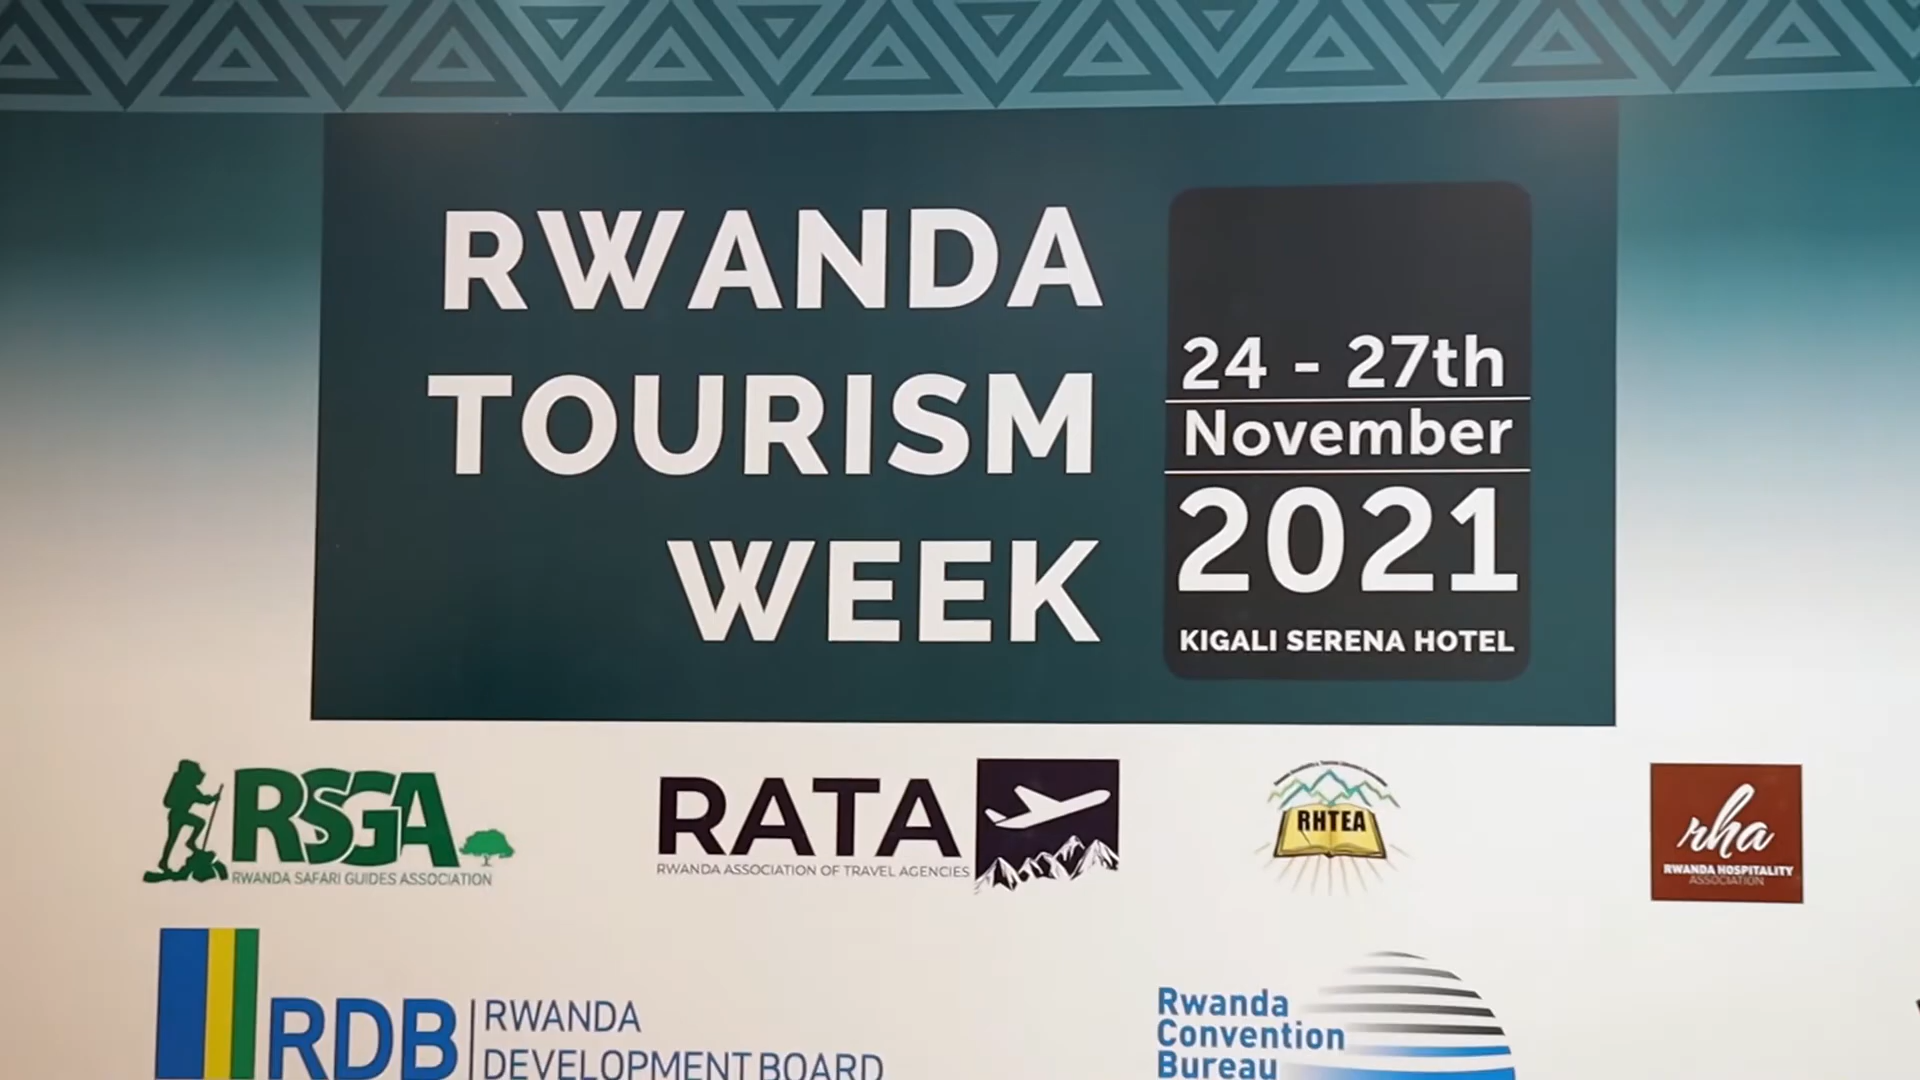 RWANDA
TOURISM
WEEK
24 - 27th
November
2021
KIGALI SERENA HOTEL
RSGA
RWANDA SAFARI GUIDES ASSOCIATION
RATA
RWANDA ASSOCIATION OF TRAVEL AGENCIES
RHTEA
rha
RWANDA HOSPITALITY
ASSOCIATION
RDB
RWANDA
DEVELOPMENT BOARD
Rwanda
Convention
Bureau